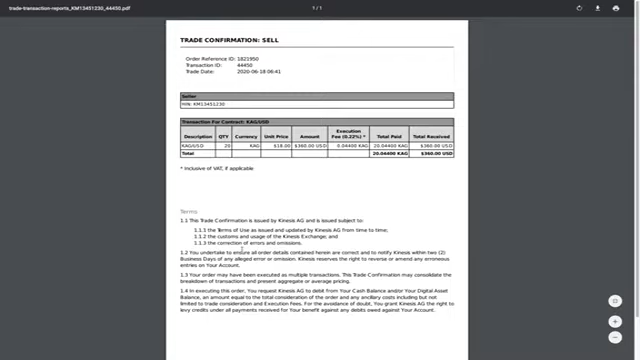 trade-transaction-reports_KM13451230_44450.pdf
1 / 1
TRADE CONFIRMATION: SELL
Order Reference ID: 1821950
Transaction ID: 44450
Trade Date: 2020-06-18 06:41
Seller
HIN: KM13451230
Transaction For Contract: KAG/USD
Description QTY Currency Unit Price Amount Execution Fee (0.22%) * Total Paid Total Received
KAG/USD 20 KAG $18.00 $360.00 USD 0.04400 KAG 20.04400 KAG $360.00 USD
Total 20.04400 KAG $360.00 USD
* Inclusive of VAT, if applicable
Terms
1.1 This Trade Confirmation is issued by Kinesis AG and is issued subject to:
1.1.1 the Terms of Use as issued and updated by Kinesis AG from time to time;
1.1.2 the customs and usage of the Kinesis Exchange; and
1.1.3 the correction of errors and omissions.
1.2 You undertake to ensure all order details contained herein are correct and to notify Kinesis within two (2)
Business Days of any alleged error or omission. Kinesis reserves the right to reverse or amend any erroneous
entries on Your Account.
1.3 Your order may have been executed as multiple transactions. This Trade Confirmation may consolidate the
breakdown of transactions and present aggregate or average pricing.
1.4 In executing this order, You request Kinesis AG to debit from Your Cash Balance and/or Your Digital Asset
Balance, an amount equal to the total consideration of the order and any ancillary costs including but not
limited to trade consideration and Execution Fees. For the avoidance of doubt, You grant Kinesis AG the right to
levy credits under all payments received for Your benefit against any debits owed against Your Account.